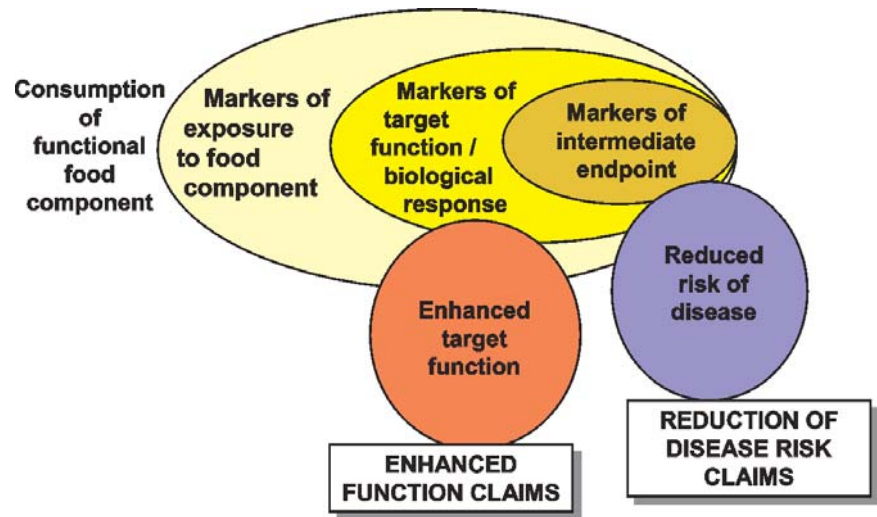 Consumption
of
functional
food
component
Markers of
exposure
to food
component
Markers of
target
function /
biological
response
Markers of
intermediate
endpoint
Enhanced
target
function
Reduced
risk of
disease
ENHANCED
FUNCTION CLAIMS
REDUCTION OF
DISEASE RISK
CLAIMS